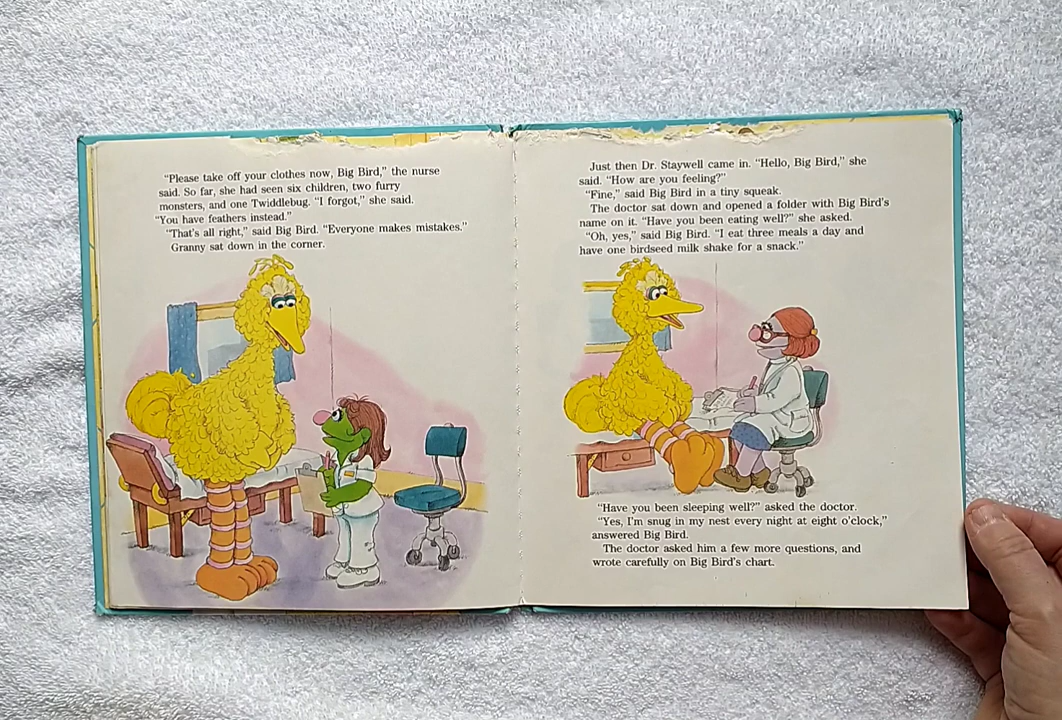 "Please take off your clothes now, Big Bird," the nurse
said. So far, she had seen six children, two furry
monsters, and one Twiddlebug. "I forgot," she said.
"You have feathers instead."
"That's all right," said Big Bird. "Everyone makes mistakes."
Granny sat down in the corner.
Just then Dr. Staywell came in. "Hello, Big Bird," she
said. "How are you feeling?"
"Fine," said Big Bird in a tiny squeak.
The doctor sat down and opened a folder with Big Bird's
name on it. "Have you been eating well?" she asked.
"Oh, yes," said Big Bird. "I eat three meals a day and
have one birdseed milk shake for a snack."
"Have you been sleeping well?" asked the doctor.
"Yes, I'm snug in my nest every night at eight o'clock,"
answered Big Bird.
The doctor asked him a few more questions, and
wrote carefully on Big Bird's chart.